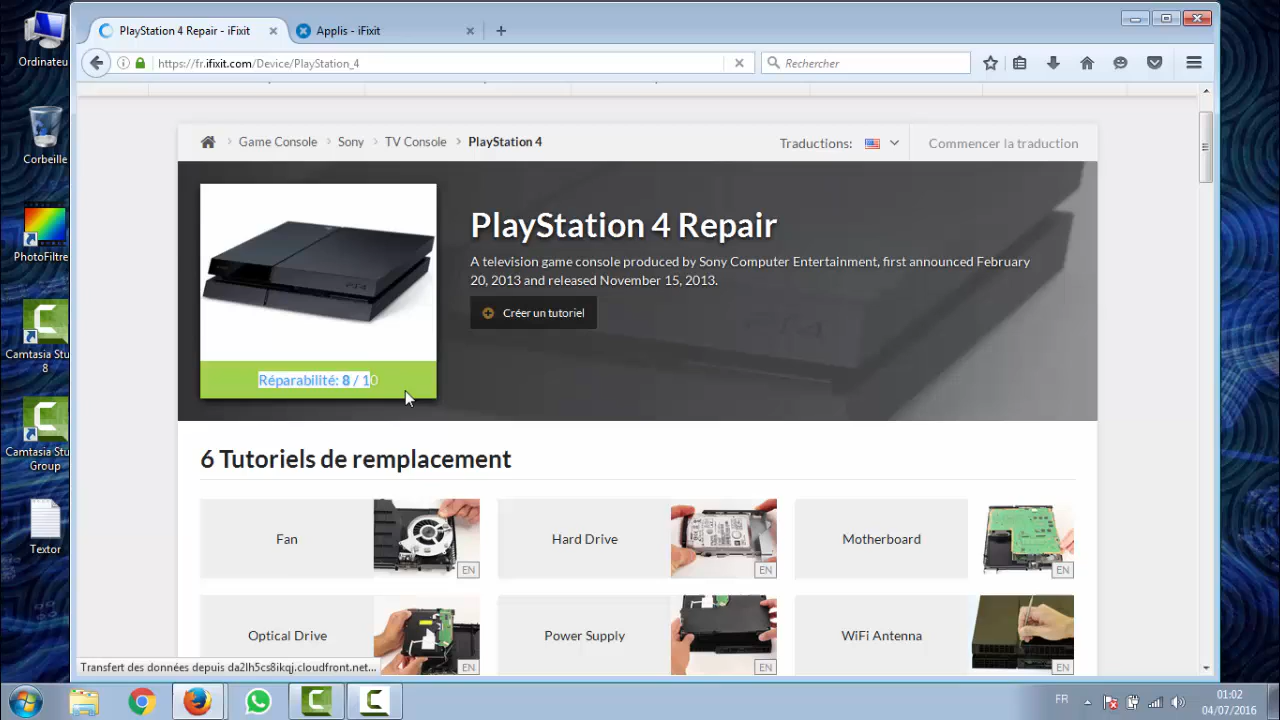 PlayStation 4 Repair - iFixit
Applis - iFixit
https://fr.ifixit.com/Device/PlayStation_4
Rechercher
Ordinateu
Corbeille
PhotoFiltre
Camtasia Stu
8
Camtasia Stu
Group
Textor
Game Console
Sony
TV Console
PlayStation 4
Traductions:
Commencer la traduction
PlayStation 4 Repair
A television game console produced by Sony Computer Entertainment, first announced February
20, 2013 and released November 15, 2013.
Créer un tutoriel
Réparabilité: 8 / 10
6 Tutoriels de remplacement
Fan
EN
Hard Drive
EN
Motherboard
EN
Optical Drive
EN
Power Supply
EN
WiFi Antenna
EN
Transfert des données depuis da2lh5cs8ikqj.cloudfront.net...
FR
01:02
04/07/2016